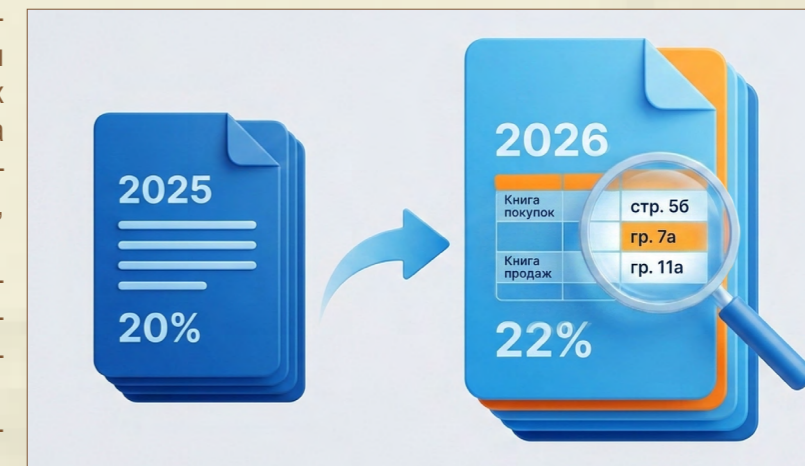 2025
20%
2026
Книга
покупок
стр. 5б
гр. 7а
Книга
продаж
гр. 11а
22%